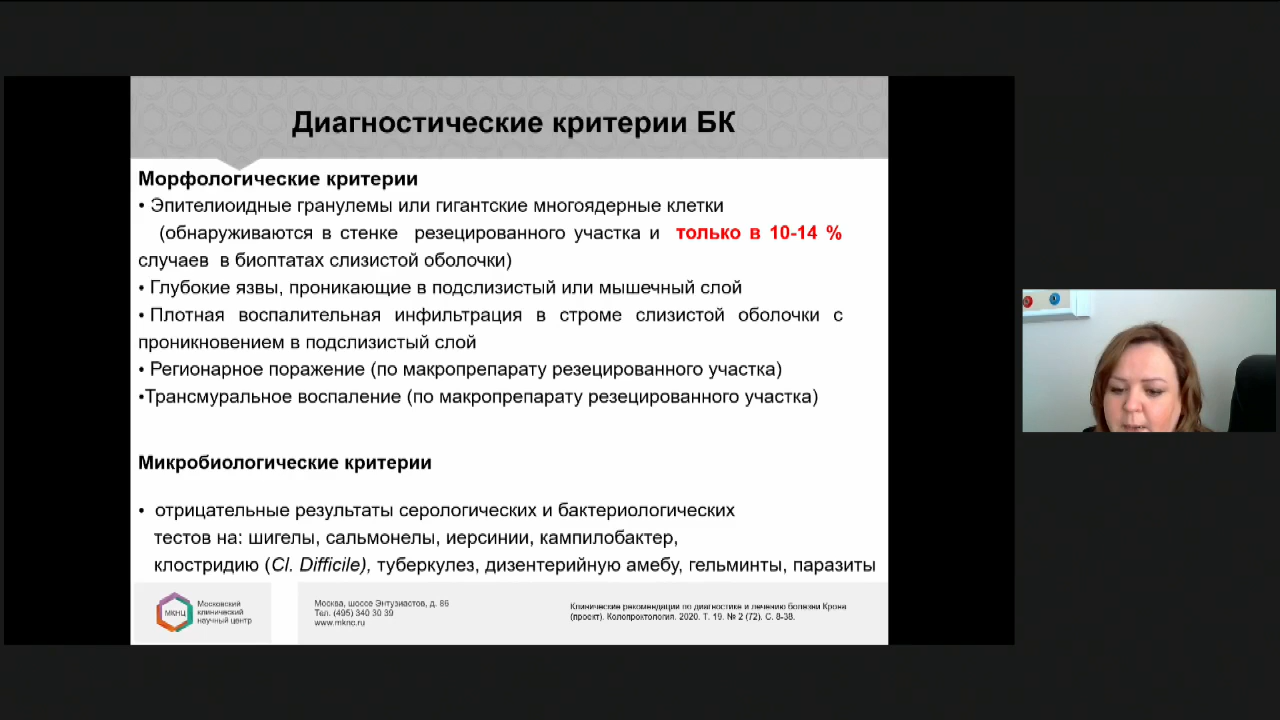 Диагностические критерии БК
Морфологические критерии
• Эпителиоидные гранулемы или гигантские многоядерные клетки
(обнаруживаются в стенке резецированного участка и только в 10-14 %
случаев в биоптатах слизистой оболочки)
• Глубокие язвы, проникающие в подслизистый или мышечный слой
• Плотная воспалительная инфильтрация в строме слизистой оболочки с
проникновением в подслизистый слой
• Регионарное поражение (по макропрепарату резецированного участка)
•Трансмуральное воспаление (по макропрепарату резецированного участка)
Микробиологические критерии
• отрицательные результаты серологических и бактериологических
тестов на: шигелы, сальмонелы, иерсинии, кампилобактер,
клостридию (Cl. Difficile), туберкулез, дизентерийную амебу, гельминты, паразиты
МКНЦ
Московский
клинический
научный центр
Москва, шоссе Энтузиастов, д. 86
Тел. (495) 340 30 39
www.mknc.ru
Клинические рекомендации по диагностике и лечению болезни Крона
(проект). Колопроктология. 2020. Т. 19. № 2 (72). С. 8-38.